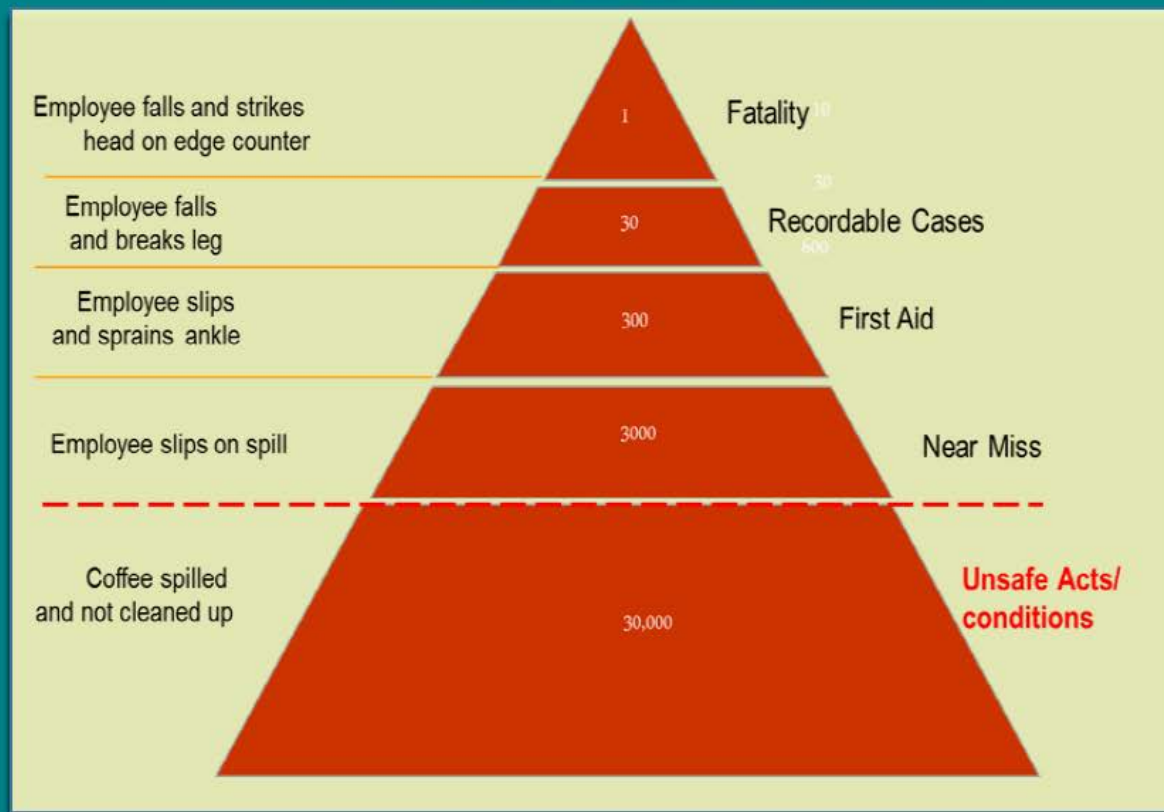 Employee falls and strikes
head on edge counter
1
Fatality
10
30
Employee falls
and breaks leg
30
Recordable Cases
600
Employee slips
and sprains ankle
300
First Aid
Employee slips on spill
3000
Near Miss
Coffee spilled
and not cleaned up
30,000
Unsafe Acts/
conditions